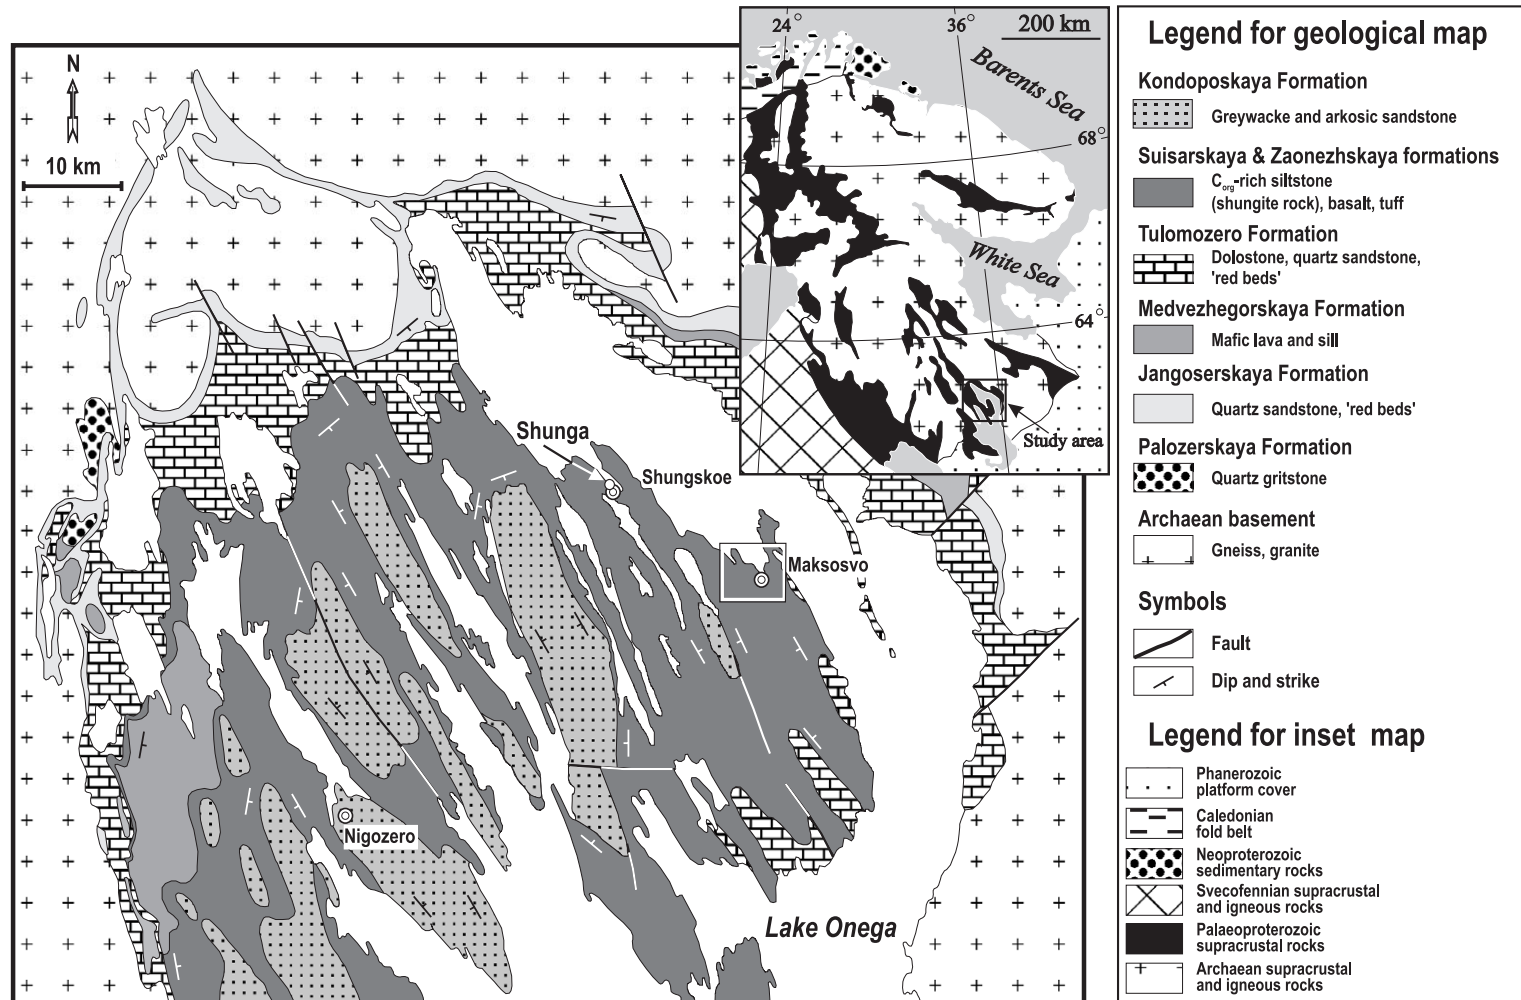 N
10 km
24°
36°
200 km
Barents Sea
68°
White Sea
64°
Study area
Shunga
Shungskoe
Maksosvo
Nigozero
Lake Onega
Legend for geological map
Kondoposkaya Formation
Greywacke and arkosic sandstone
Suisarskaya & Zaonezhskaya formations
Corg-rich siltstone
(shungite rock), basalt, tuff
Tulomozero Formation
Dolostone, quartz sandstone,
'red beds'
Medvezhegorskaya Formation
Mafic lava and sill
Jangoserskaya Formation
Quartz sandstone, 'red beds'
Palozerskaya Formation
Quartz gritstone
Archaean basement
Gneiss, granite
Symbols
Fault
Dip and strike
Legend for inset map
Phanerozoic
platform cover
Caledonian
fold belt
Neoproterozoic
sedimentary rocks
Svecofennian supracrustal
and igneous rocks
Palaeoproterozoic
supracrustal rocks
Archaean supracrustal
and igneous rocks